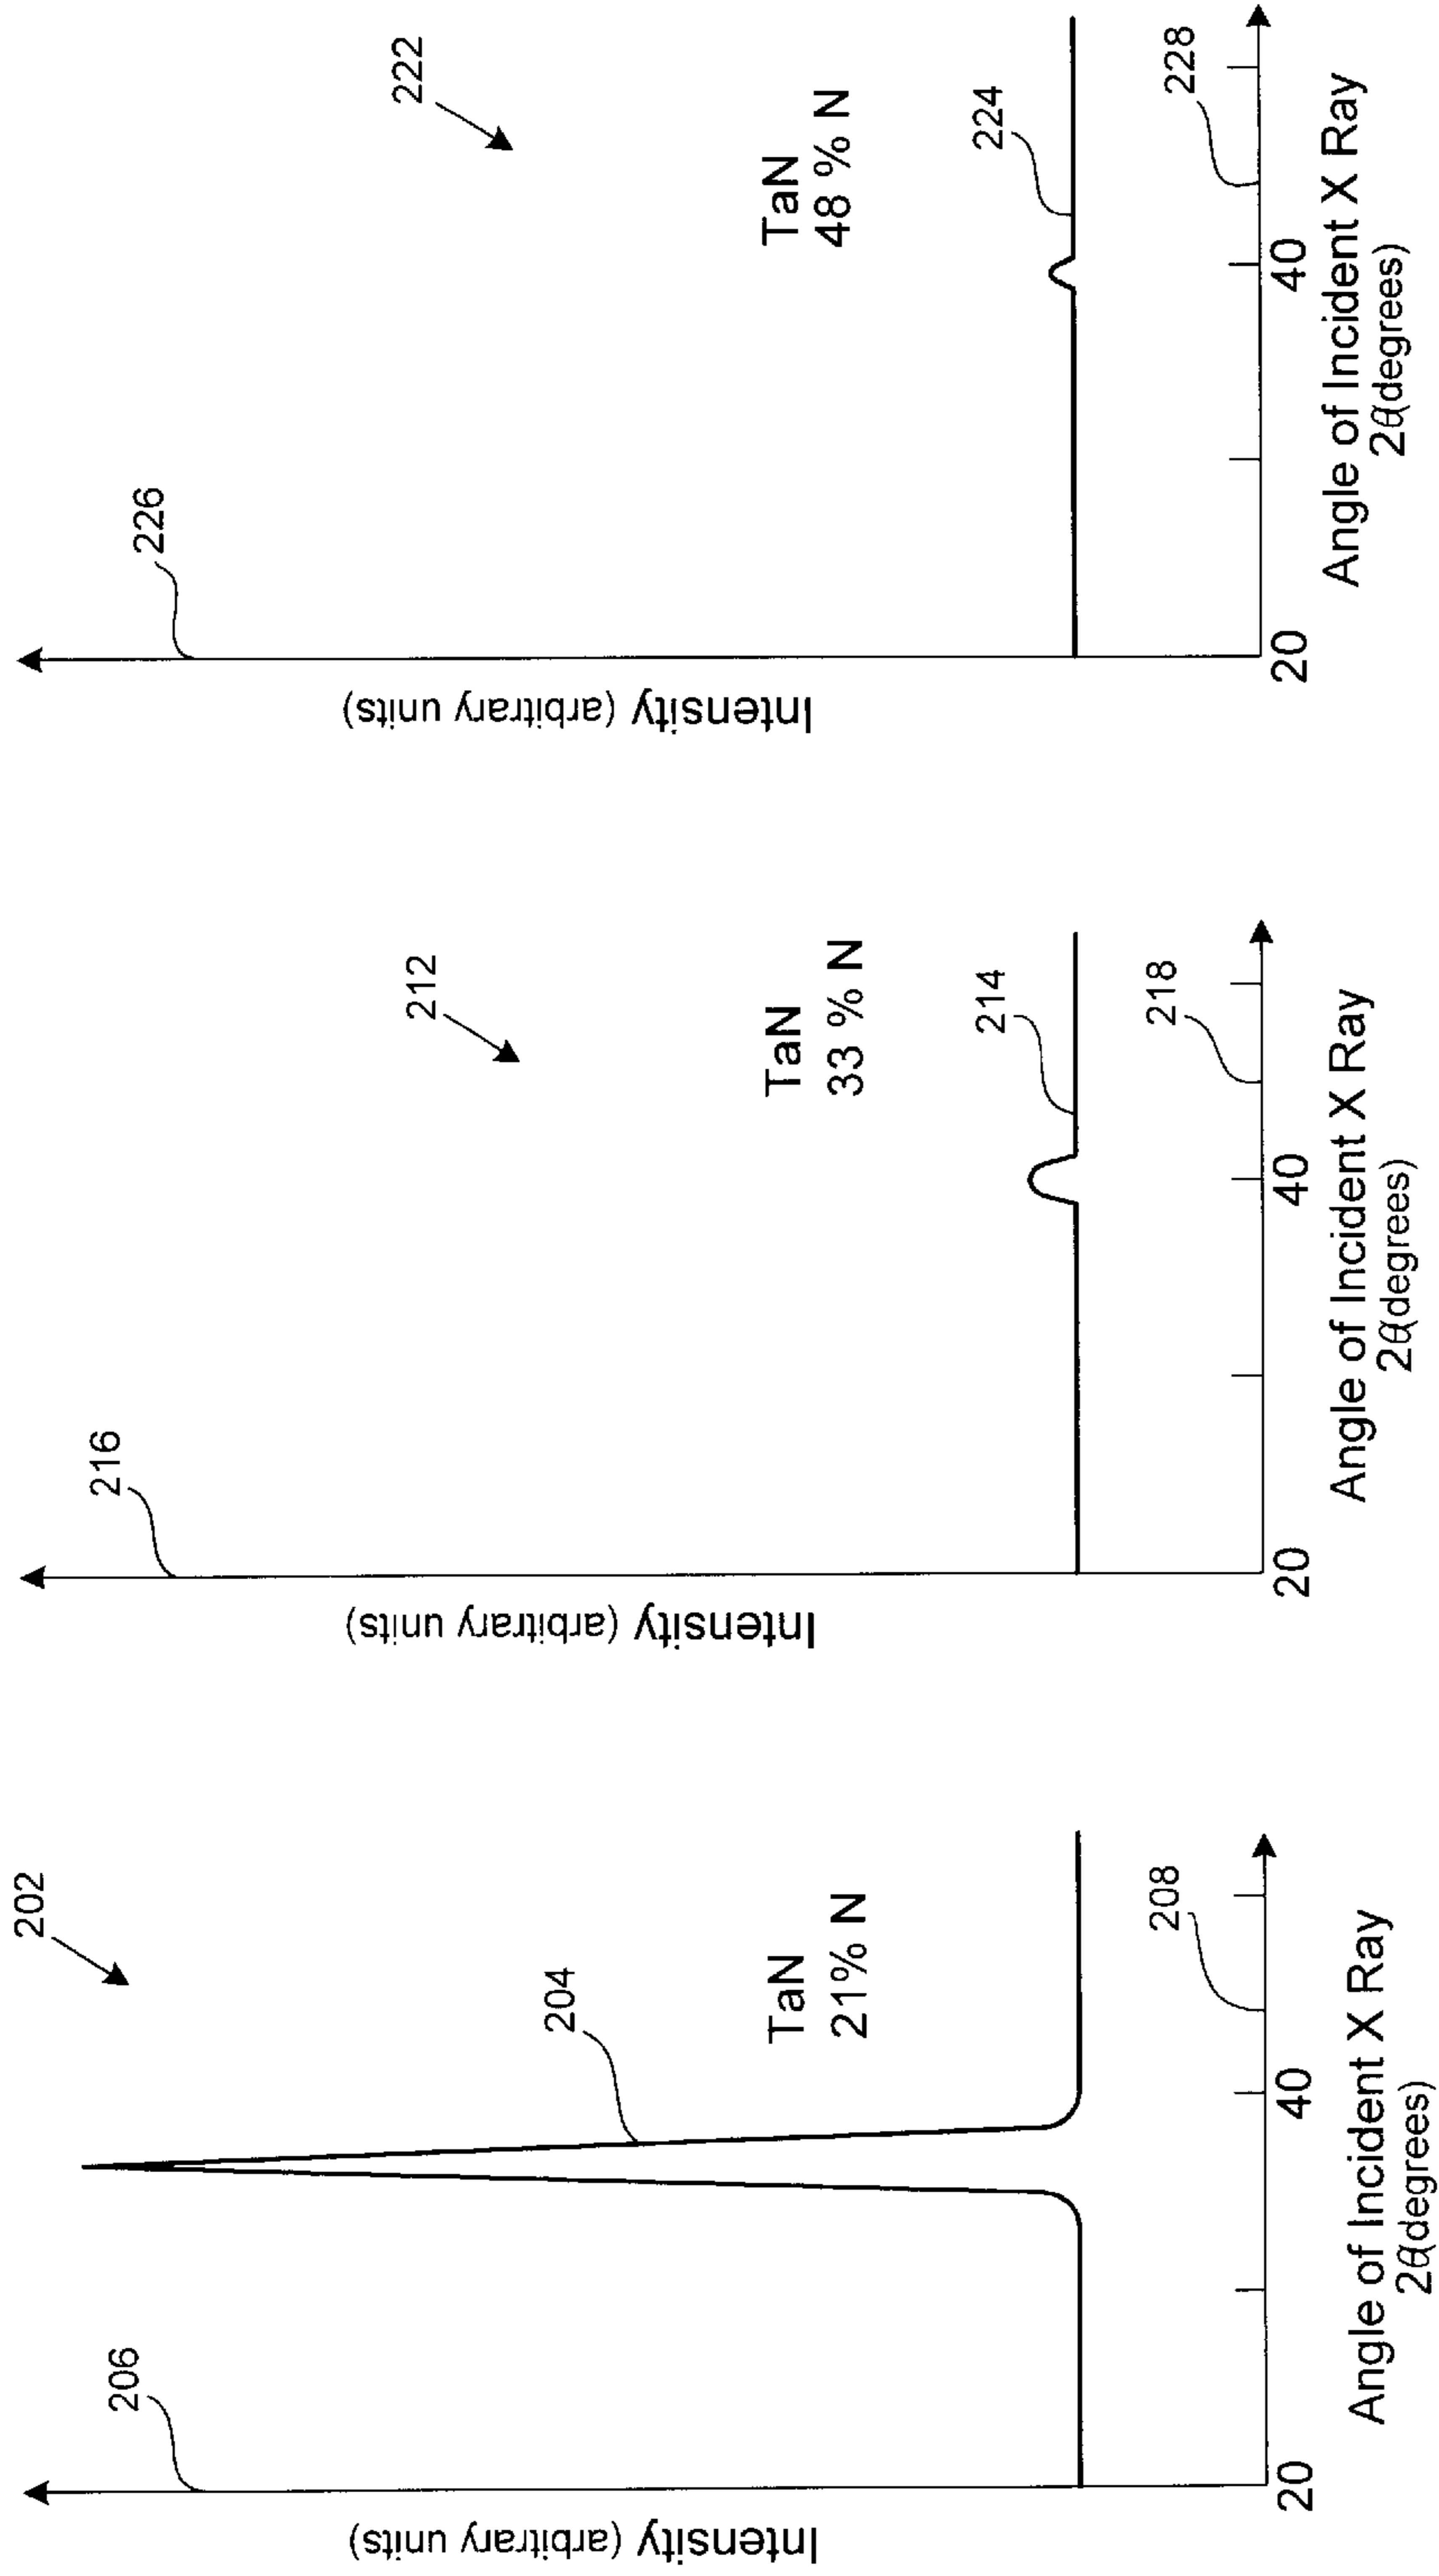 202
206
204
TaN
21% N
208
Intensity (arbitrary units)
20
40
Angle of Incident X Ray
2θ(degrees)
212
216
TaN
33 % N
214
218
Intensity (arbitrary units)
20
40
Angle of Incident X Ray
2θ(degrees)
222
226
TaN
48 % N
224
228
Intensity (arbitrary units)
20
40
Angle of Incident X Ray
2θ(degrees)